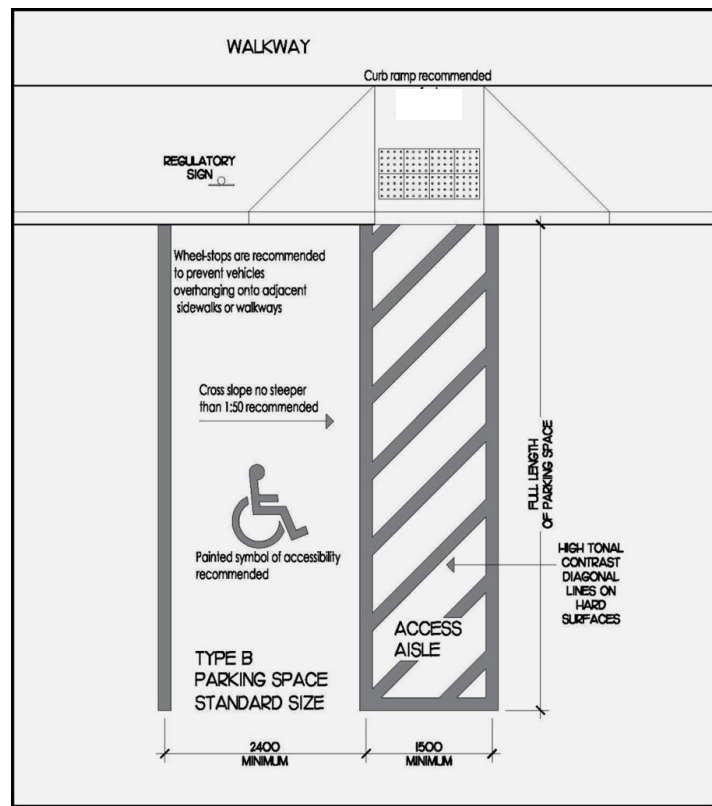 WALKWAY
Curb ramp recommended
REGULATORY
SIGN
Wheel-stops are recommended
to prevent vehicles
overhanging onto adjacent
sidewalks or walkways
Cross slope no steeper
than 1:50 recommended
Painted symbol of accessibility
recommended
FULL LENGTH
OF PARKING SPACE
HIGH TONAL
CONTRAST
DIAGONAL
LINES ON
HARD
SURFACES
ACCESS
AISLE
TYPE B
PARKING SPACE
STANDARD SIZE
2400
MINIMUM
1500
MINIMUM